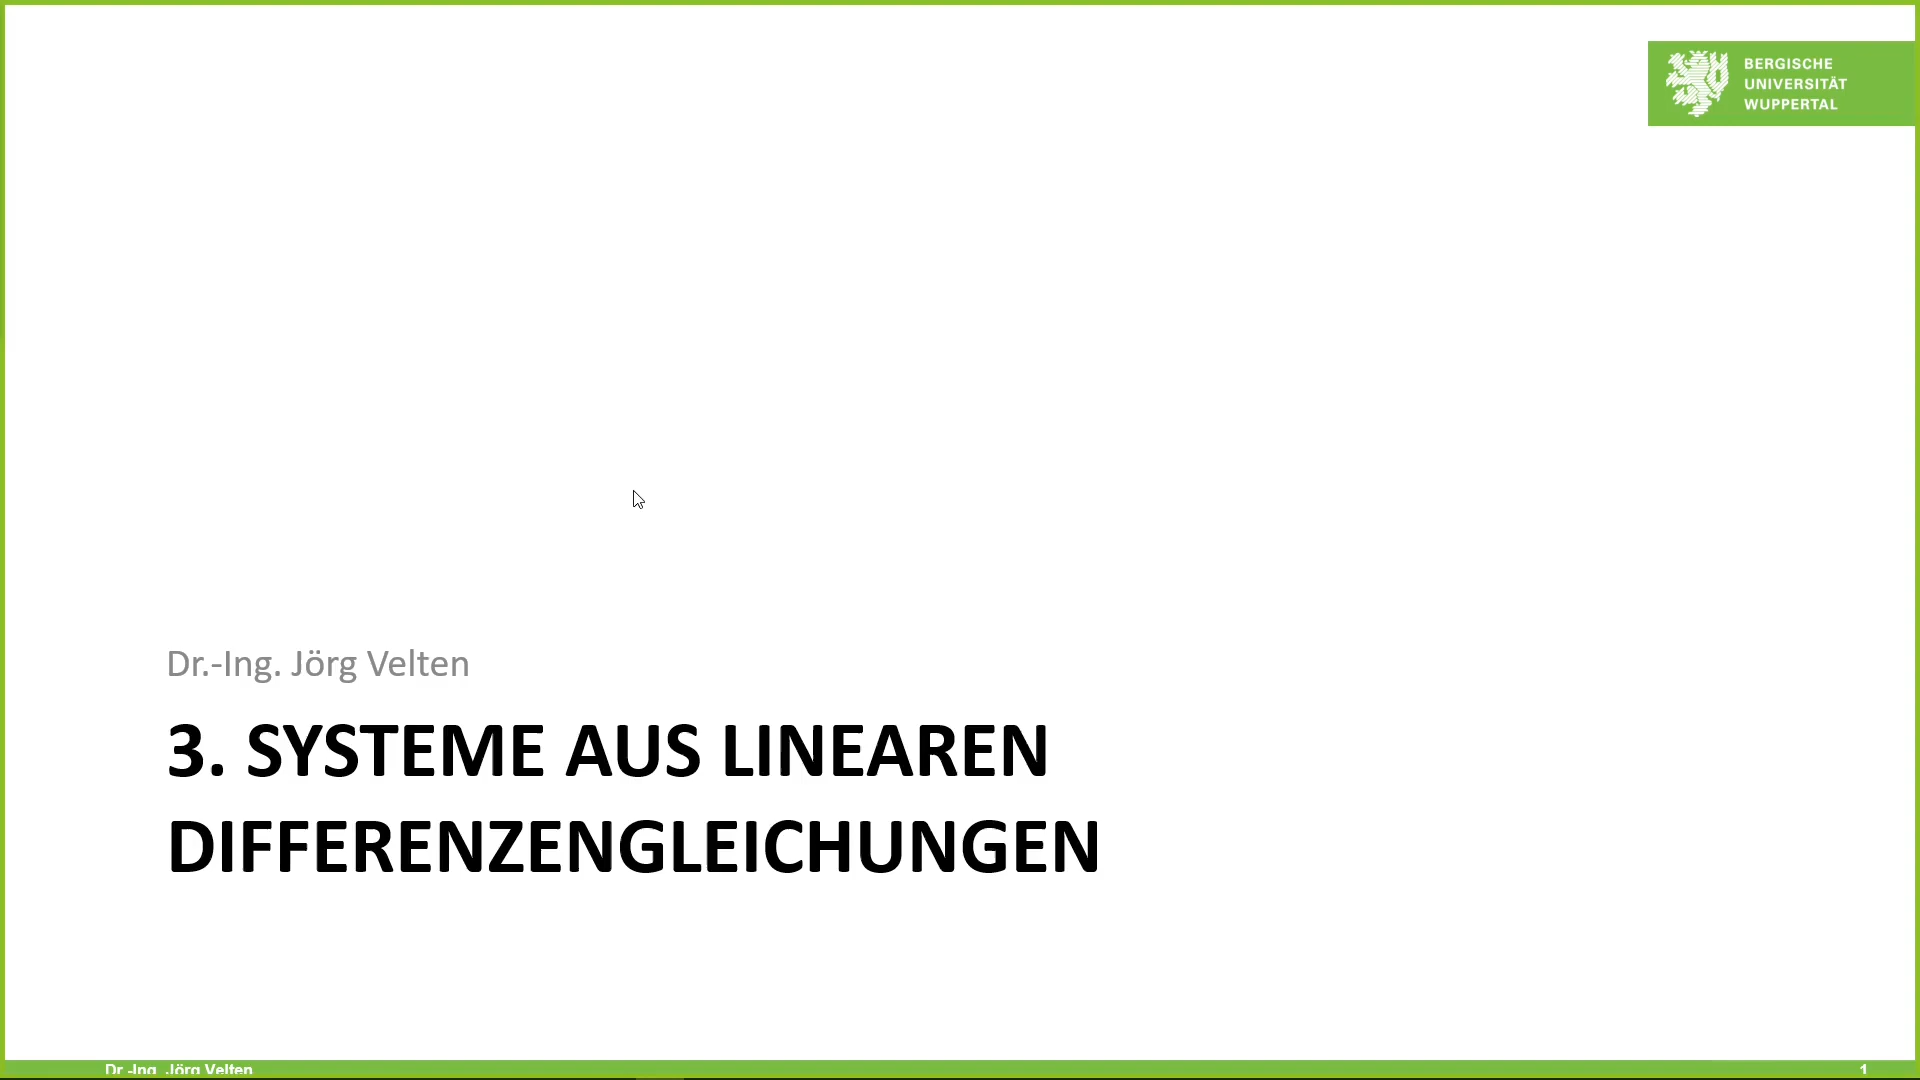 BERGISCHE
UNIVERSITÄT
WUPPERTAL
Dr.-Ing. Jörg Velten
3. SYSTEME AUS LINEAREN
DIFFERENZENGLEICHUNGEN
Dr.-Ing. Jörg Velten
1